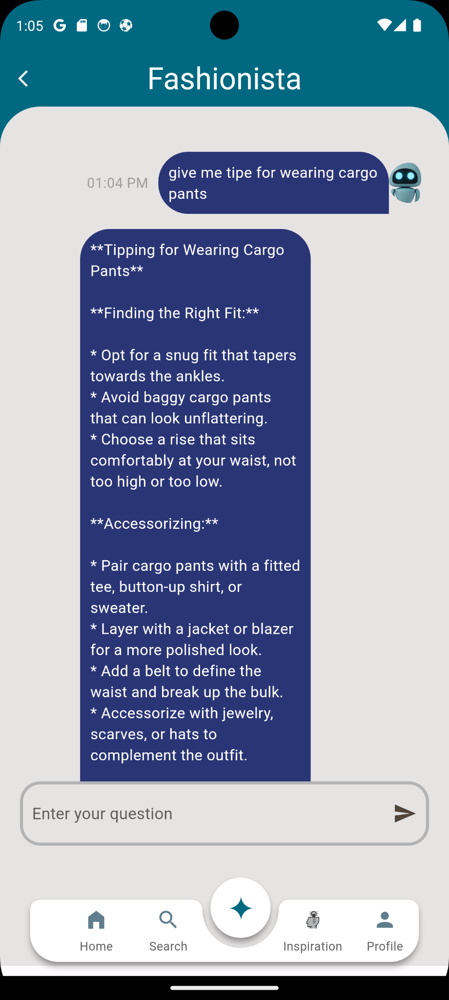 1:05
Fashionista
01:04 PM
give me tipe for wearing cargo
pants
**Tipping for Wearing Cargo
Pants**
**Finding the Right Fit:**
* Opt for a snug fit that tapers
towards the ankles.
* Avoid baggy cargo pants
that can look unflattering.
* Choose a rise that sits
comfortably at your waist, not
too high or too low.
**Accessorizing:**
* Pair cargo pants with a fitted
tee, button-up shirt, or
sweater.
* Layer with a jacket or blazer
for a more polished look.
* Add a belt to define the
waist and break up the bulk.
* Accessorize with jewelry,
scarves, or hats to
complement the outfit.
Enter your question
Home
Search
Inspiration
Profile